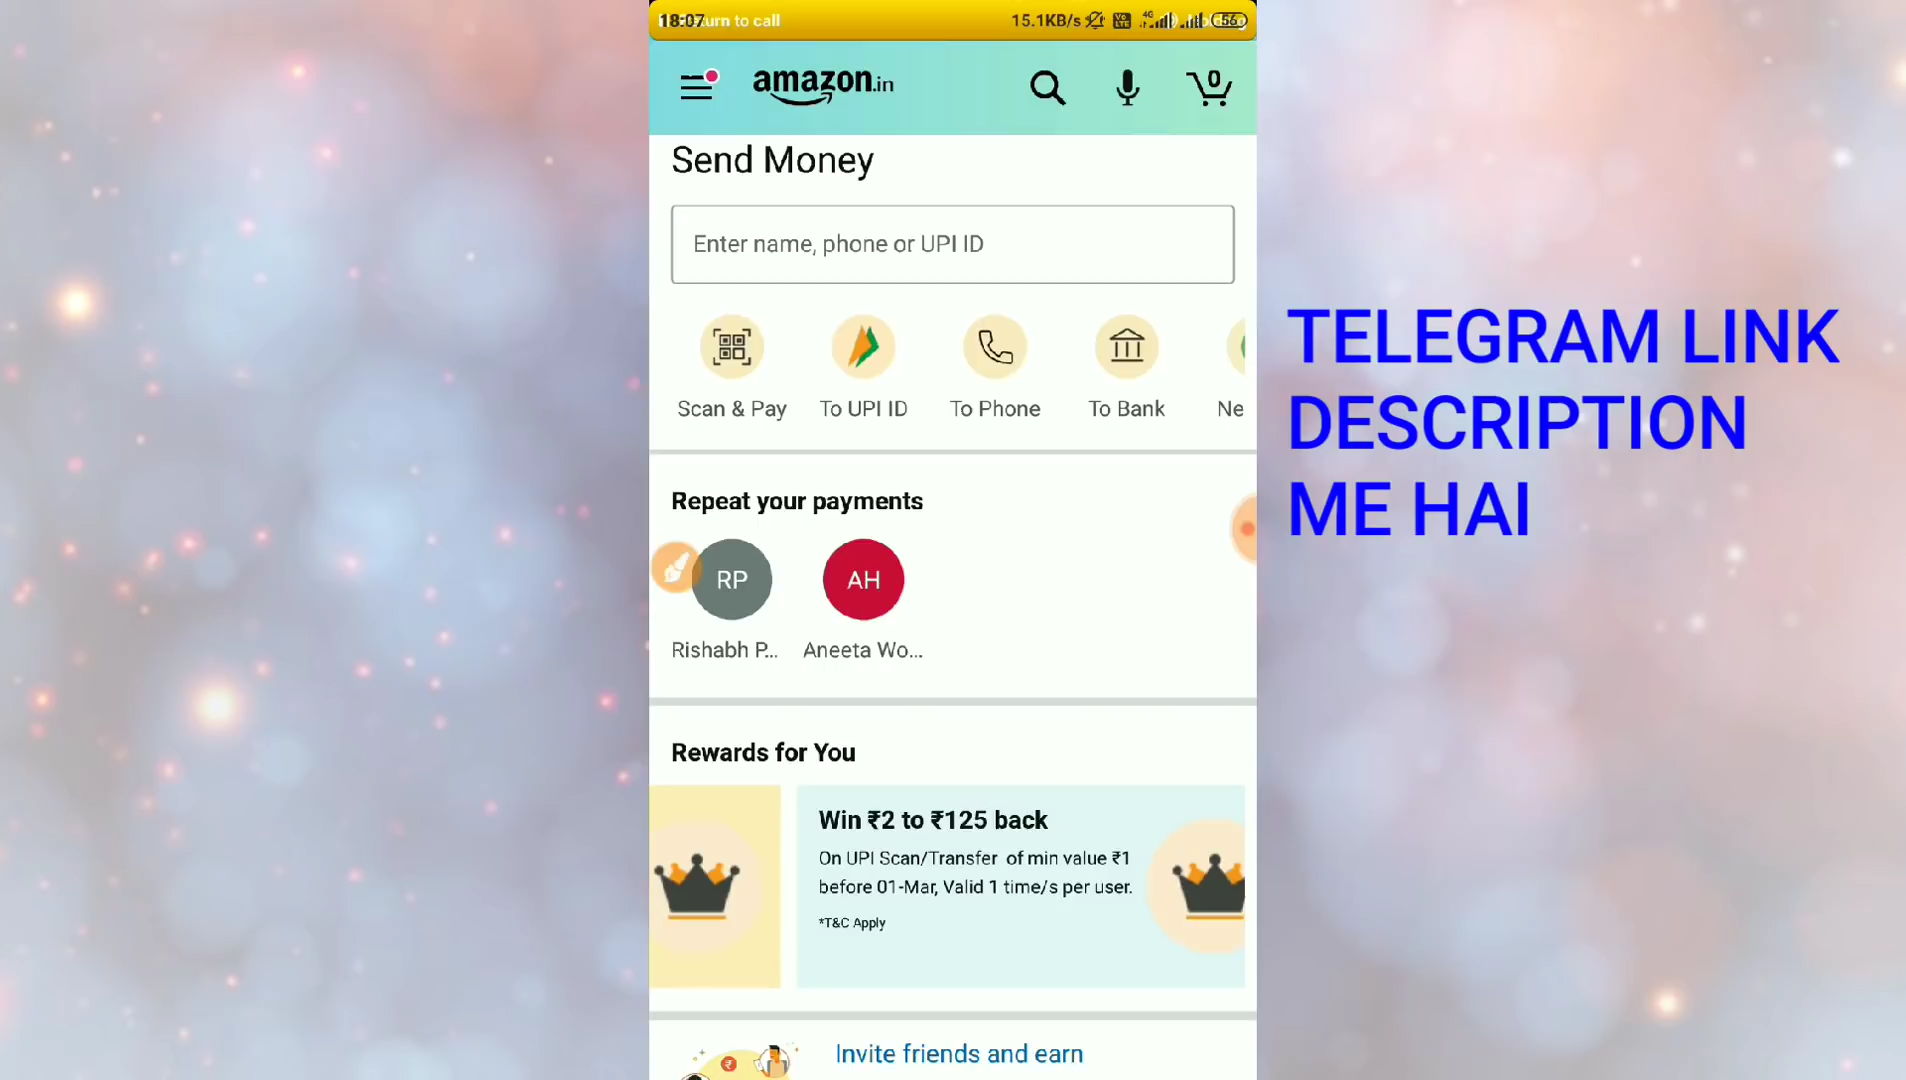 18:07
Return to call
15.1KB/s
4G
56
amazon.in
0
Send Money
Enter name, phone or UPI ID
Scan & Pay
To UPI ID
To Phone
To Bank
Ne
Repeat your payments
RP
AH
Rishabh P...
Aneeta Wo...
Rewards for You
Win ₹2 to ₹125 back
On UPI Scan/Transfer of min value ₹1
before 01-Mar, Valid 1 time/s per user.
*T&C Apply
Invite friends and earn
TELEGRAM LINK
DESCRIPTION
ME HAI